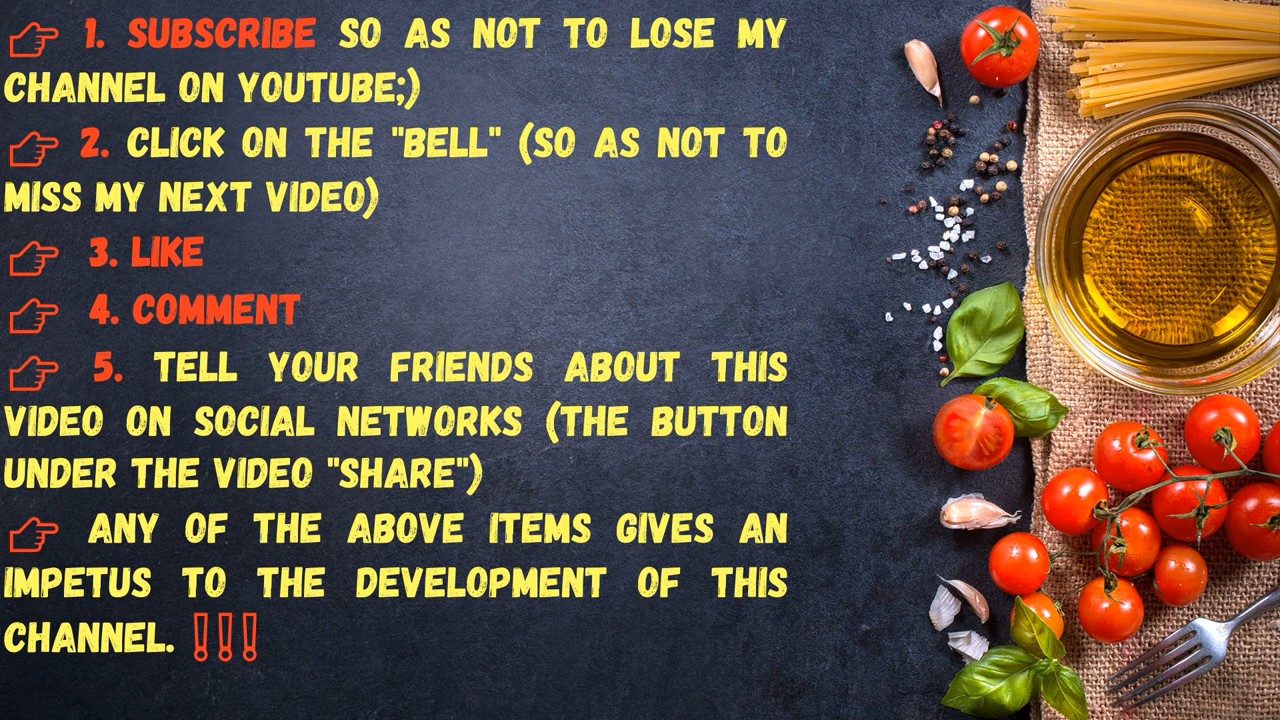 👉 1. SUBSCRIBE SO AS NOT TO LOSE MY
CHANNEL ON YOUTUBE;)
👉 2. CLICK ON THE "BELL" (SO AS NOT TO
MISS MY NEXT VIDEO)
👉 3. LIKE
👉 4. COMMENT
👉 5. TELL YOUR FRIENDS ABOUT THIS
VIDEO ON SOCIAL NETWORKS (THE BUTTON
UNDER THE VIDEO "SHARE")
👉 ANY OF THE ABOVE ITEMS GIVES AN
IMPETUS TO THE DEVELOPMENT OF THIS
CHANNEL. !!!